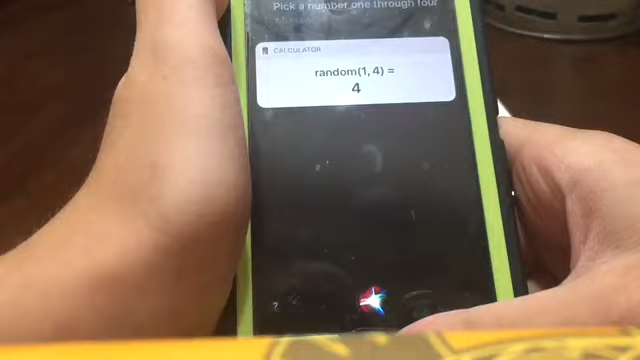 Pick a number one through four
CALCULATOR
random(1, 4) =
4
?